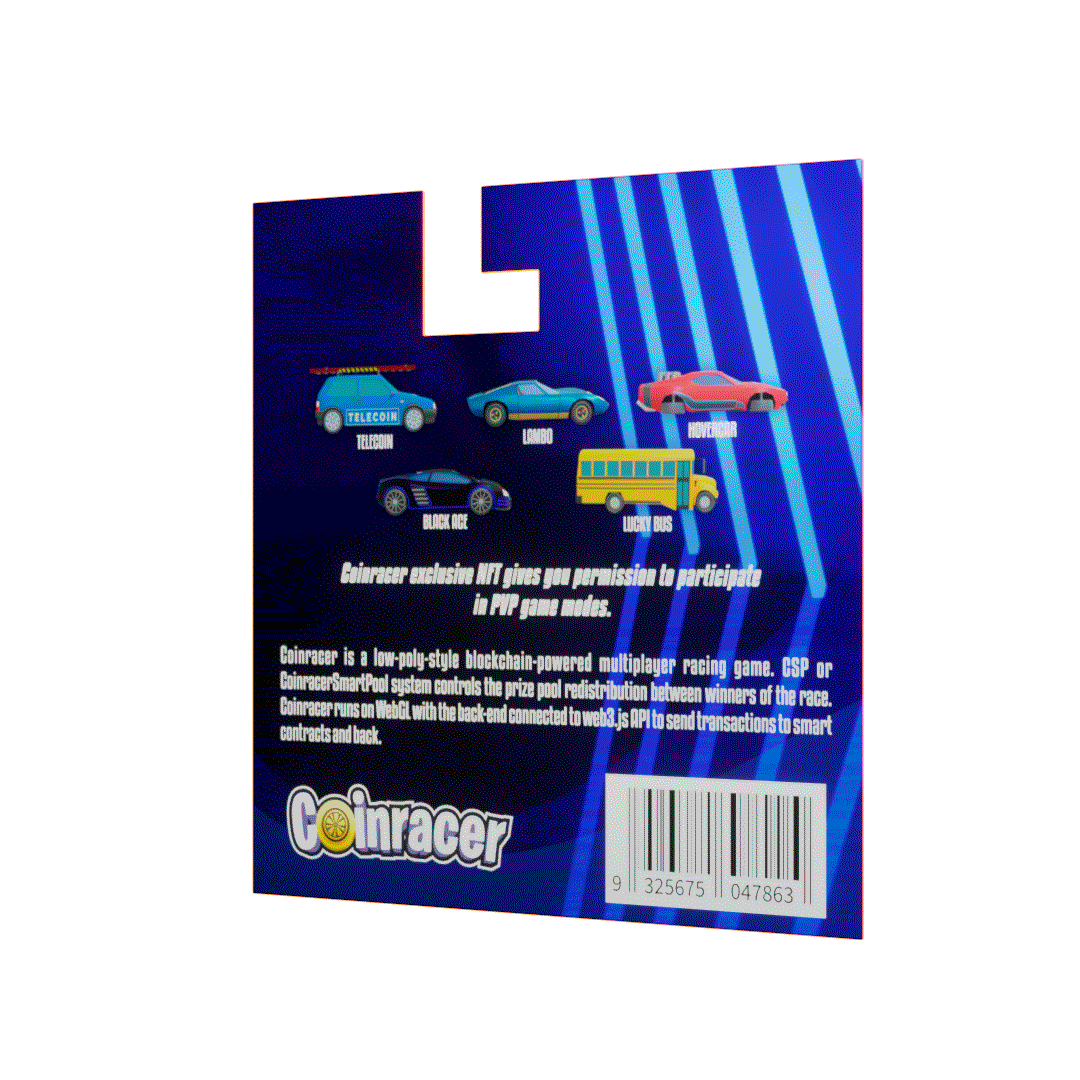 TELECOIN
TELECOIN
LAMBO
HOVERCAR
BLACK ACE
LUCKY BUS
Coinracer exclusive NFT gives you permission to participate
in PVP game modes.
Coinracer is a low-poly-style blockchain-powered multiplayer racing game. CSP or
CoinracerSmartPool system controls the prize pool redistribution between winners of the race.
Coinracer runs on WebGL with the back-end connected to web3.js API to send transactions to smart
contracts and back.
Coinracer
9 325675 047863